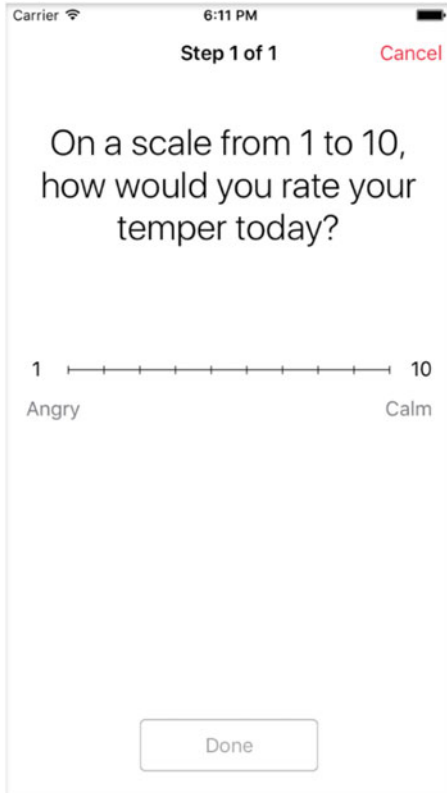 Carrier 6:11 PM
Step 1 of 1 Cancel
On a scale from 1 to 10,
how would you rate your
temper today?
1 10
Angry Calm
Done